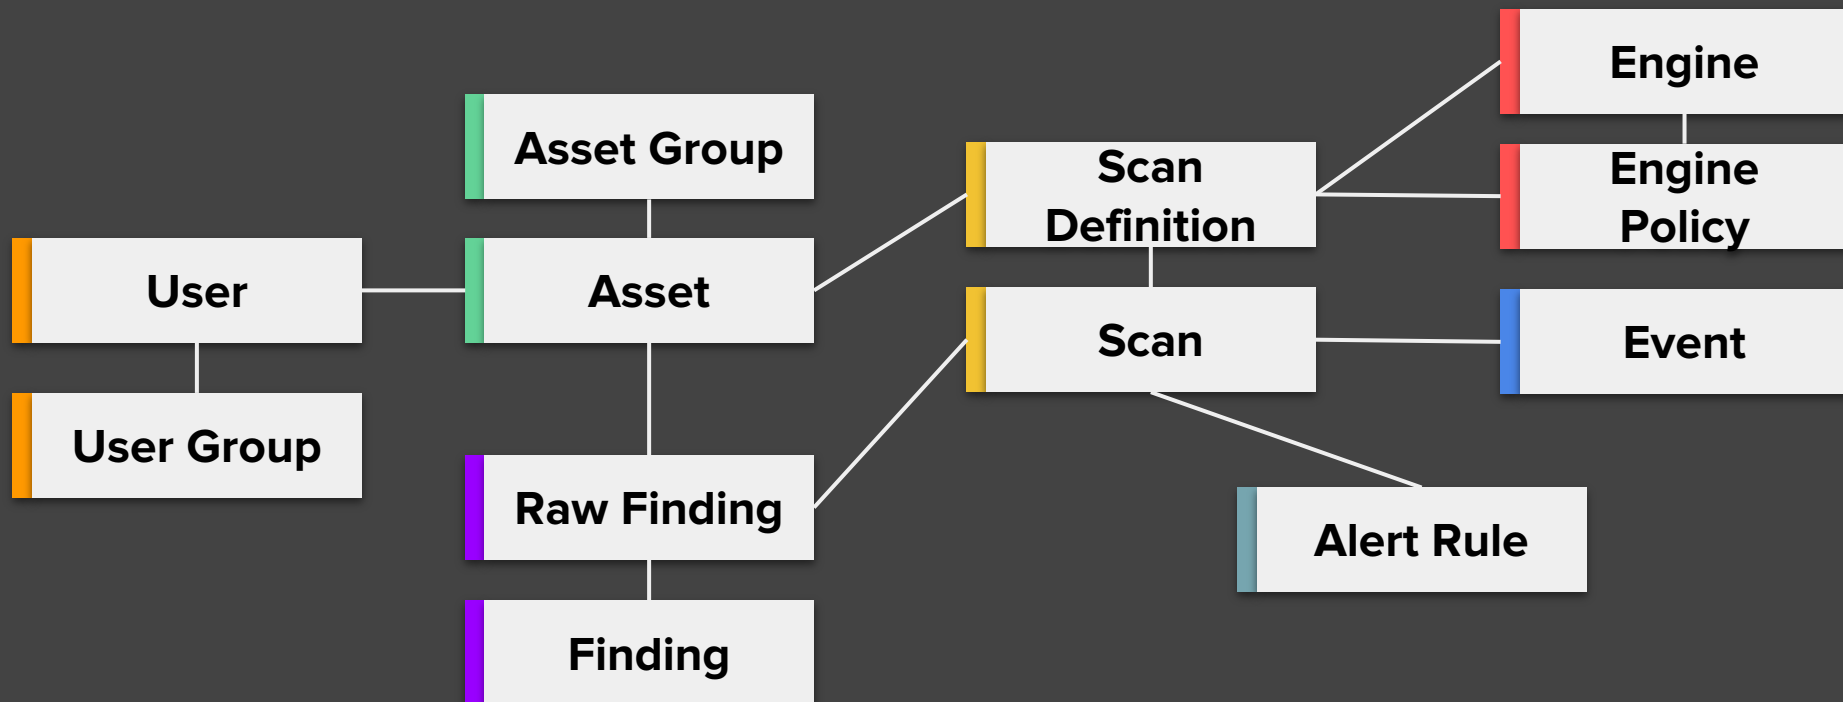 Engine
Asset Group
Scan
Definition
Engine
Policy
User
Asset
Scan
Event
User Group
Raw Finding
Alert Rule
Finding